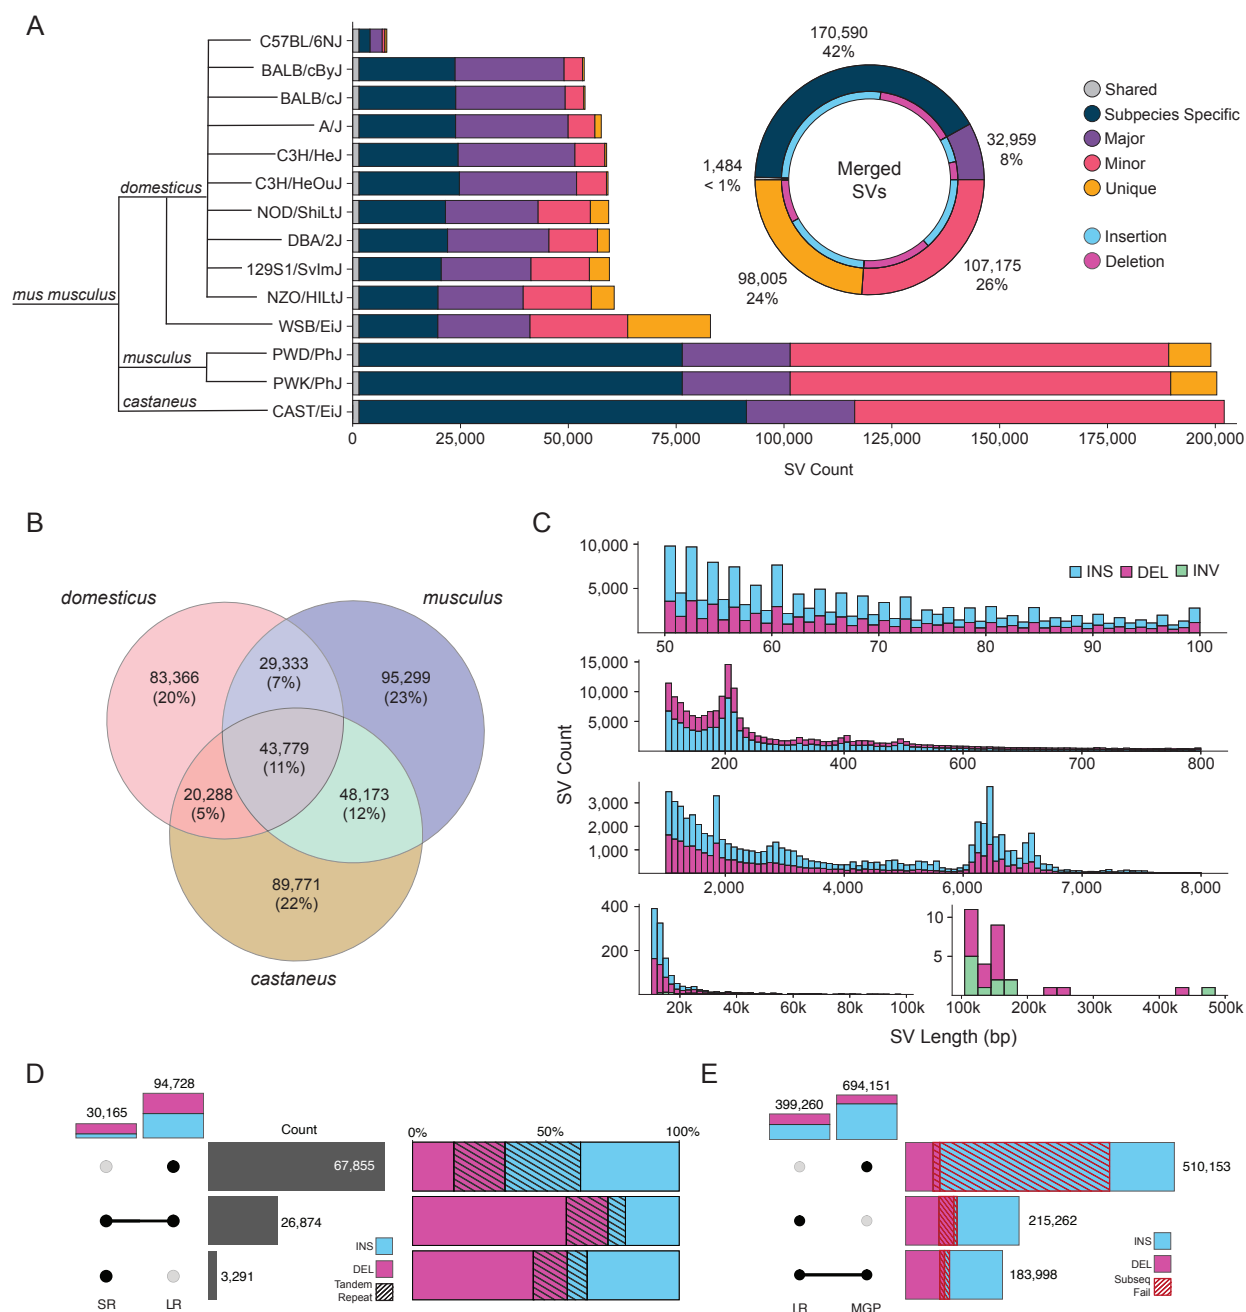 A
C57BL/6NJ
BALB/cByJ
BALB/cJ
A/J
C3H/HeJ
C3H/HeOuJ
NOD/ShiLtJ
DBA/2J
129S1/SvImJ
NZO/HILtJ
WSB/EiJ
PWD/PhJ
PWK/PhJ
CAST/EiJ
domesticus
mus musculus
musculus
castaneus
0 25,000 50,000 75,000 100,000 125,000 150,000 175,000 200,000
SV Count
170,590
42%
32,959
8%
1,484
< 1%
Merged
SVs
98,005
24%
107,175
26%
Shared
Subpecies Specific
Major
Minor
Unique
Insertion
Deletion
B
domesticus
musculus
83,366
(20%)
29,333
(7%)
95,299
(23%)
43,779
(11%)
20,288
(5%)
48,173
(12%)
89,771
(22%)
castaneus
C
10,000
5,000
INS DEL INV
50 60 70 80 90 100
15,000
10,000
5,000
200 400 600 700 800
SV Count
3,000
2,000
1,000
2,000 4,000 6,000 7,000 8,000
400
200
20k 40k 60k 80k 100k
10
5
100k 200k 300k 400k 500k
SV Length (bp)
D
94,728
30,165
Count
0% 50% 100%
67,855
26,874
3,291
INS
DEL
Tandem
Repeat
SR LR
E
694,151
399,260
510,153
215,262
183,998
INS
DEL
Subseq
Fail
LR MGP